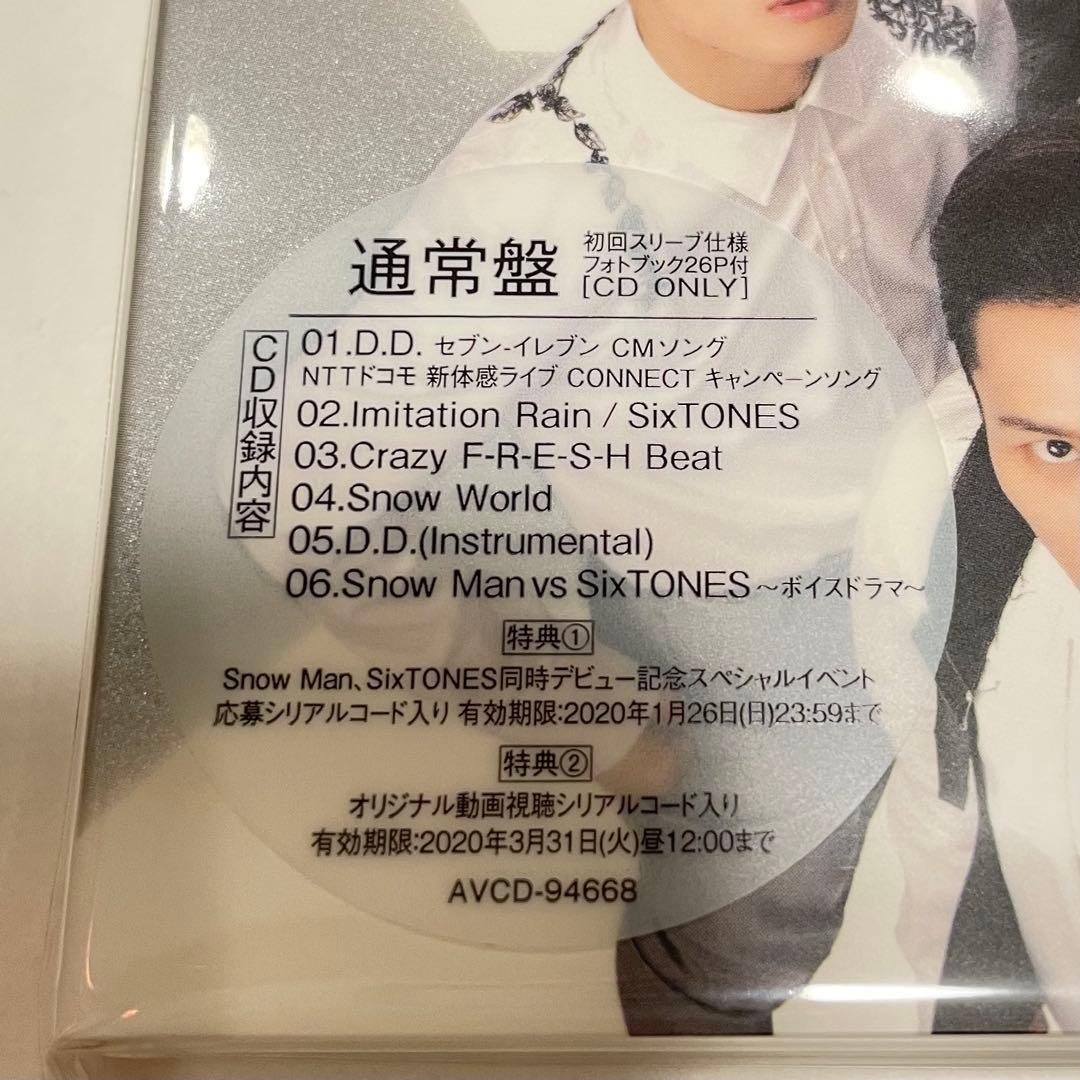 通常盤
初回スリーブ仕様
フォトブック26P付
[CD ONLY]
CD収録内容
01.D.D. セブン-イレブン CMソング
NTTドコモ 新体感ライブ CONNECT キャンペーンソング
02.Imitation Rain / SixTONES
03.Crazy F-R-E-S-H Beat
04.Snow World
05.D.D.(Instrumental)
06.Snow Man vs SixTONES ～ボイスドラマ～
特典①
Snow Man、SixTONES同時デビュー記念スペシャルイベント
応募シリアルコード入り 有効期限:2020年1月26日(日)23:59まで
特典②
オリジナル動画視聴シリアルコード入り
有効期限:2020年3月31日(火)昼12:00まで
AVCD-94668